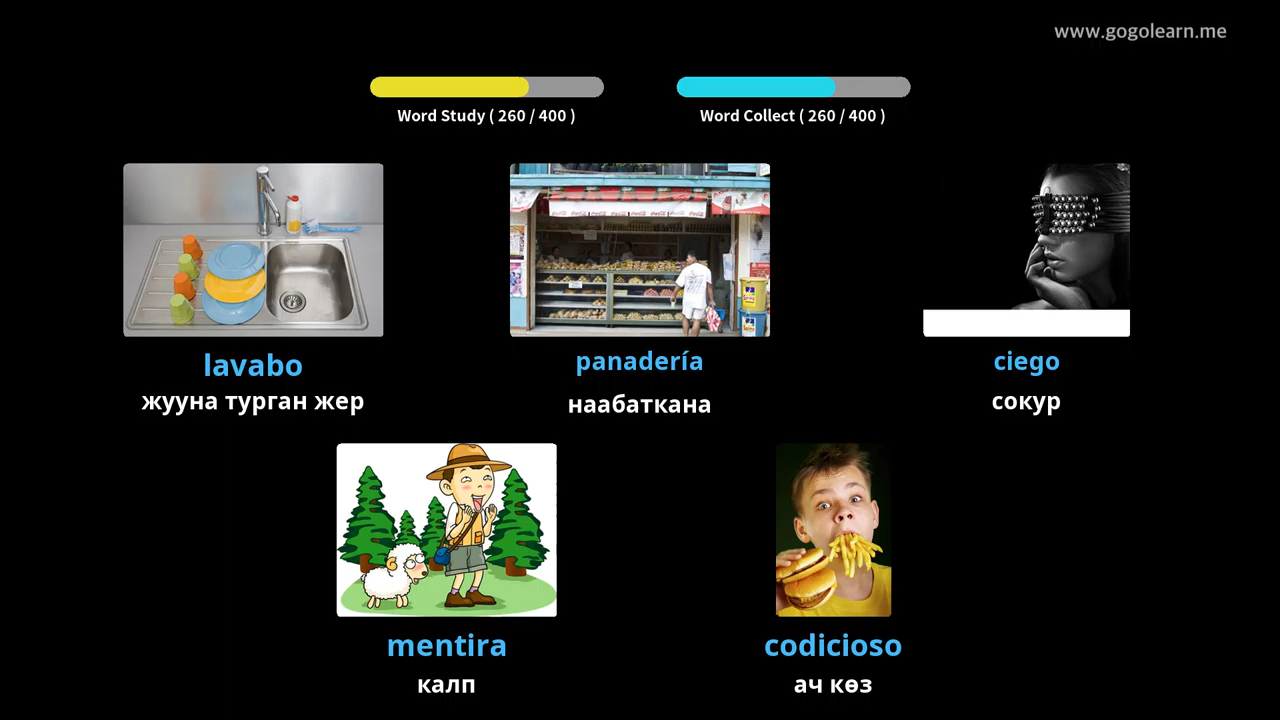 www.gogolearn.me
Word Study ( 260 / 400 )
Word Collect ( 260 / 400 )
lavabo
жууна турган жер
panadería
наабаткана
ciego
сокур
mentira
калп
codicioso
ач көз